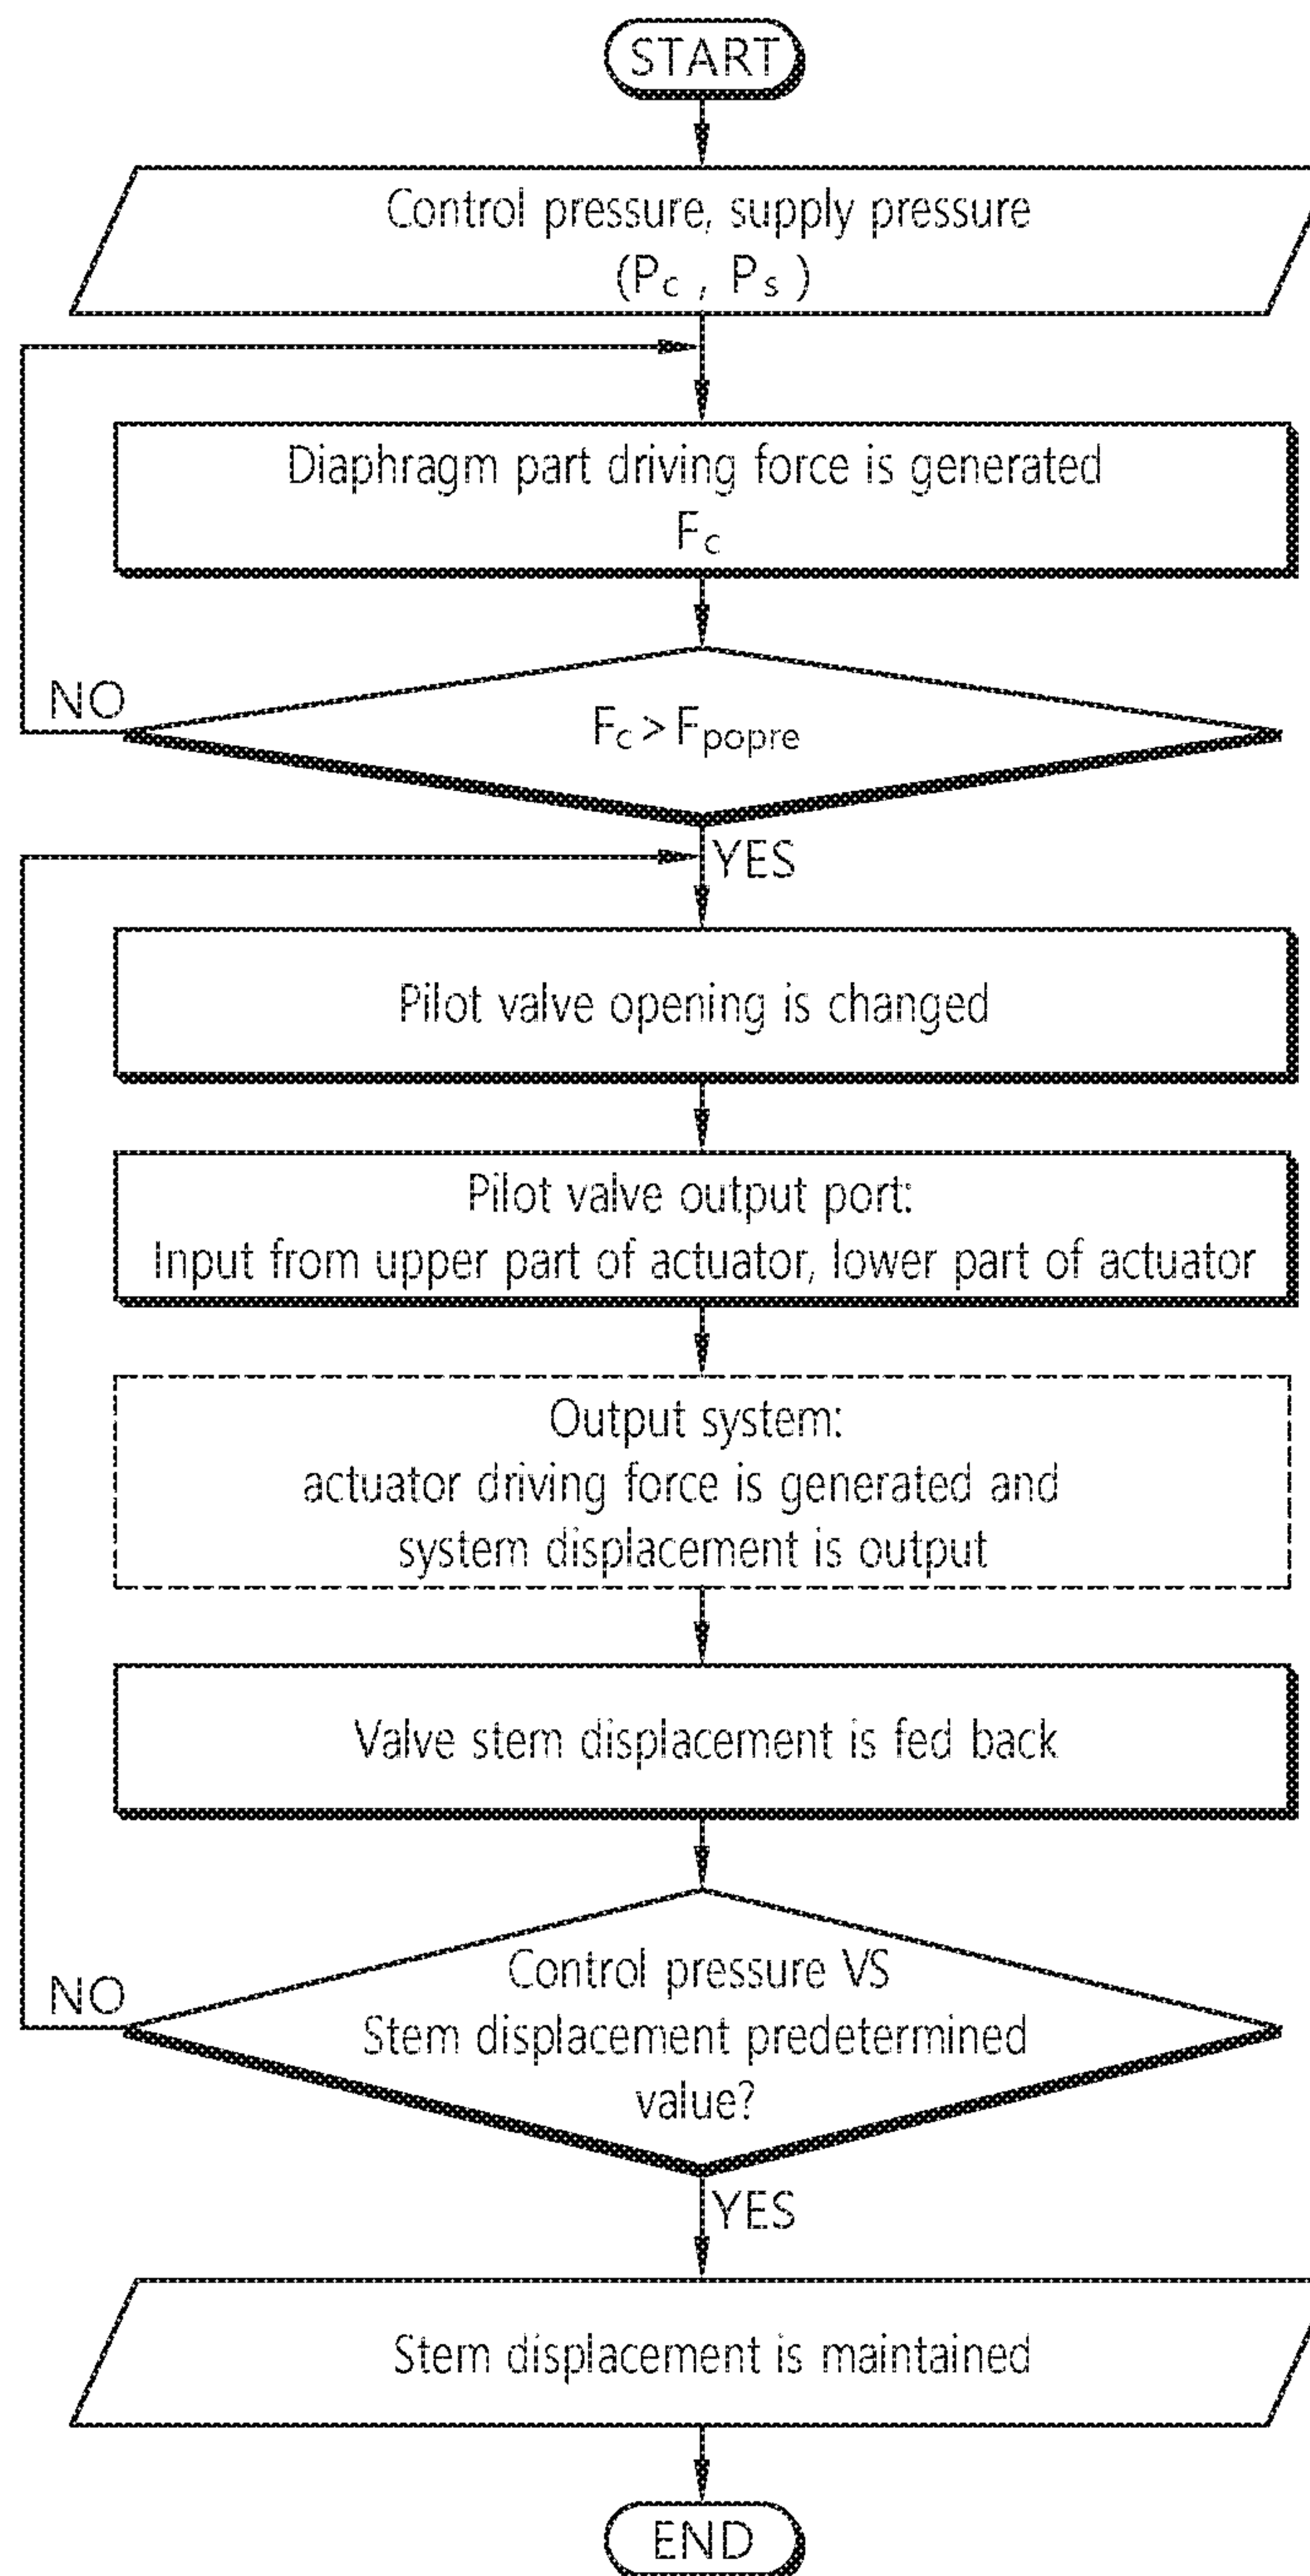 START
Control pressure, supply pressure
(Pc , Ps )
Diaphragm part driving force is generated
Fc
NO
Fc > Fpopre
YES
Pilot valve opening is changed
Pilot valve output port:
Input from upper part of actuator, lower part of actuator
Output system:
actuator driving force is generated and
system displacement is output
Valve stem displacement is fed back
NO
Control pressure VS
Stem displacement predetermined
value?
YES
Stem displacement is maintained
END